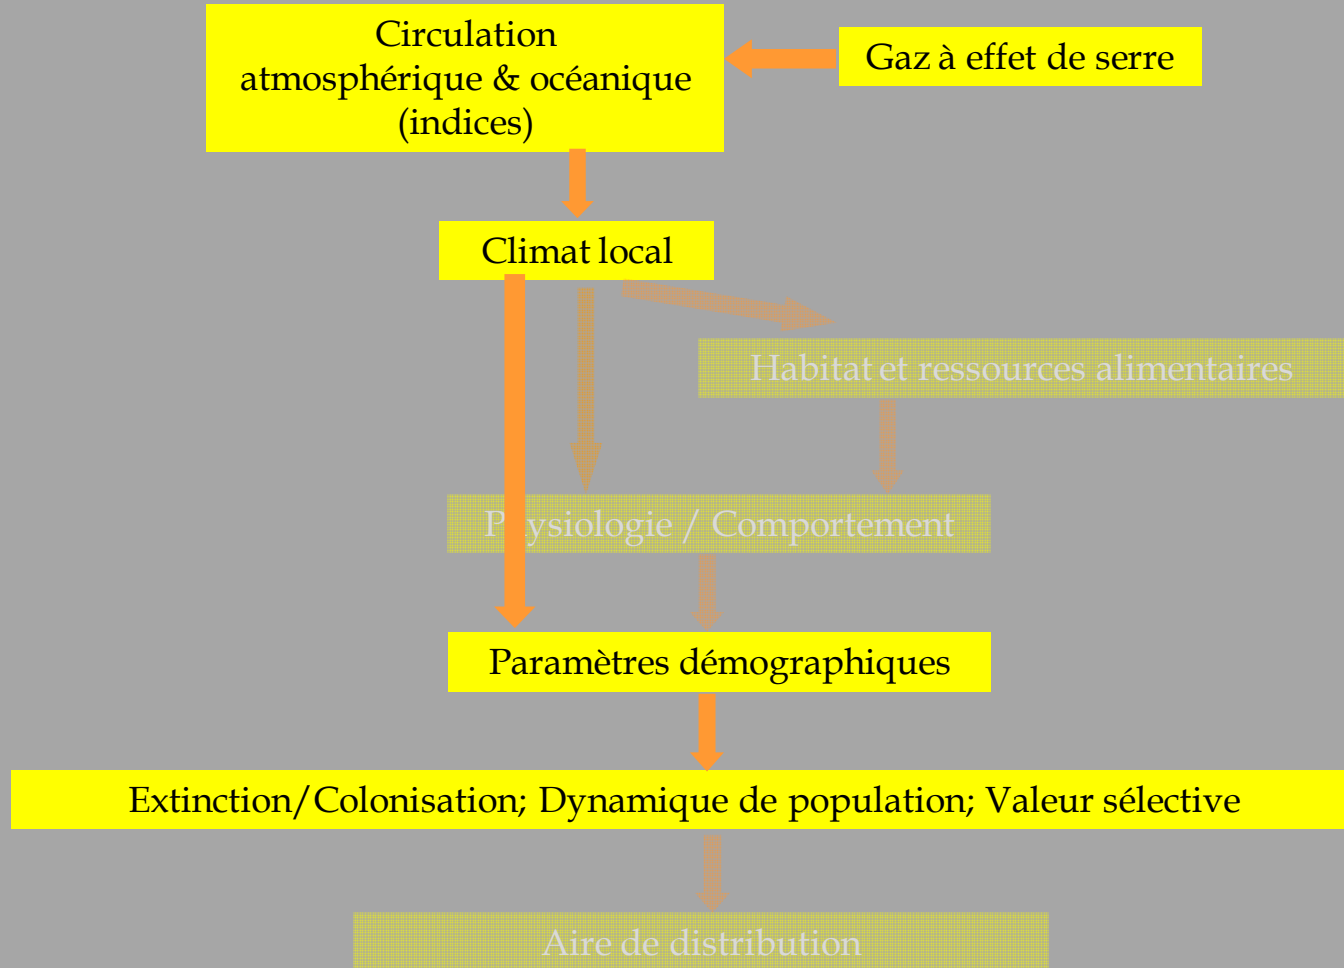 Circulation
atmosphérique & océanique
(indices)
Gaz à effet de serre
Climat local
Habitat et ressources alimentaires
Physiologie / Comportement
Paramètres démographiques
Extinction/Colonisation; Dynamique de population; Valeur sélective
Aire de distribution